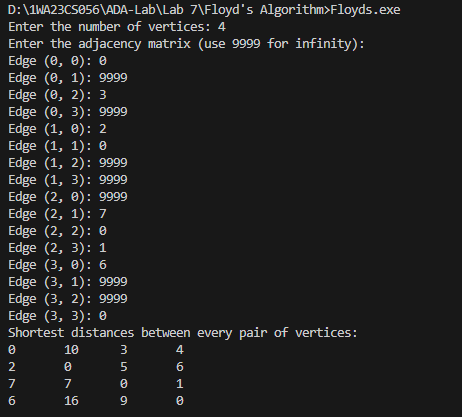 D:\1WA23CS056\ADA-Lab\Lab 7\Floyd's Algorithm>Floyds.exe
Enter the number of vertices: 4
Enter the adjacency matrix (use 9999 for infinity):
Edge (0, 0): 0
Edge (0, 1): 9999
Edge (0, 2): 3
Edge (0, 3): 9999
Edge (1, 0): 2
Edge (1, 1): 0
Edge (1, 2): 9999
Edge (1, 3): 9999
Edge (2, 0): 9999
Edge (2, 1): 7
Edge (2, 2): 0
Edge (2, 3): 1
Edge (3, 0): 6
Edge (3, 1): 9999
Edge (3, 2): 9999
Edge (3, 3): 0
Shortest distances between every pair of vertices:
0 10 3 4
2 0 5 6
7 7 0 1
6 16 9 0